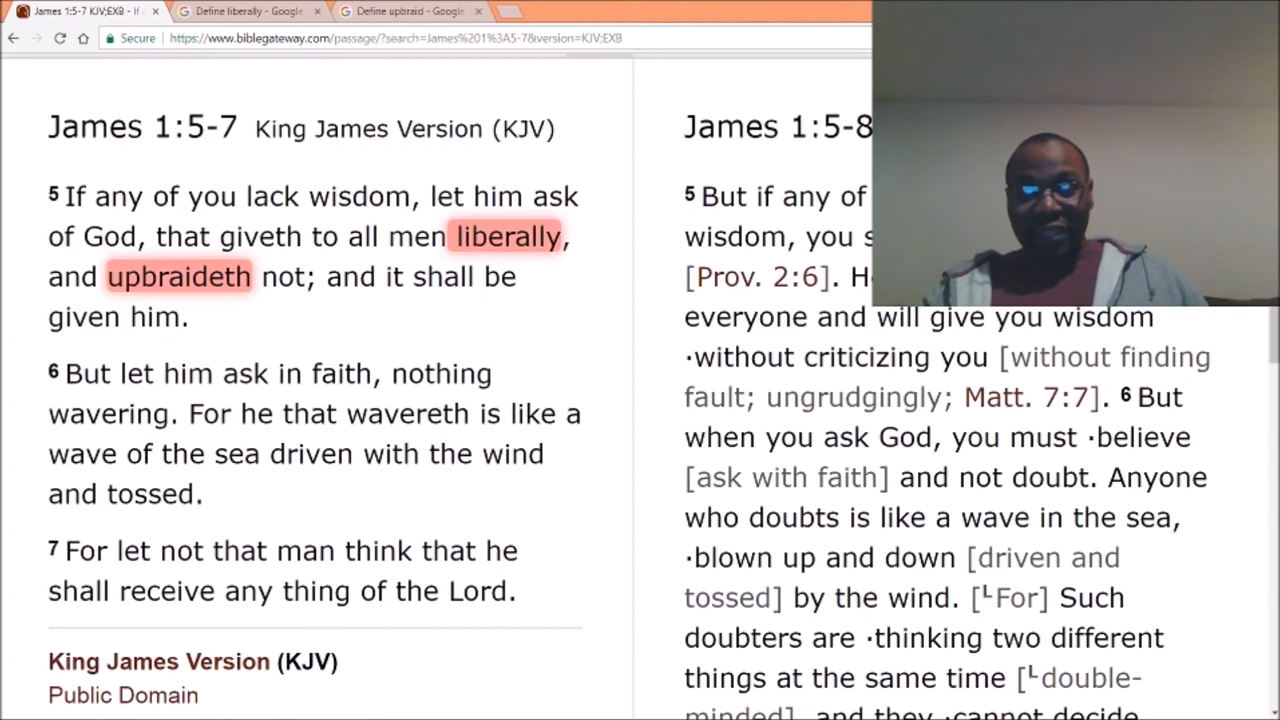 James 1:5-7 KJV;EXB - If
Define liberally - Google
Define upbraid - Google
Secure https://www.biblegateway.com/passage/?search=James%201%3A5-7&version=KJV;EXB
James 1:5-7 King James Version (KJV)
5 If any of you lack wisdom, let him ask
of God, that giveth to all men liberally,
and upbraideth not; and it shall be
given him.
6 But let him ask in faith, nothing
wavering. For he that wavereth is like a
wave of the sea driven with the wind
and tossed.
7 For let not that man think that he
shall receive any thing of the Lord.
King James Version (KJV)
Public Domain
James 1:5-8
5 But if any of
wisdom, you s
[Prov. 2:6]. H
everyone and will give you wisdom
·without criticizing you [without finding
fault; ungrudgingly; Matt. 7:7]. 6 But
when you ask God, you must ·believe
[ask with faith] and not doubt. Anyone
who doubts is like a wave in the sea,
·blown up and down [driven and
tossed] by the wind. [LFor] Such
doubters are ·thinking two different
things at the same time [Ldouble-
minded], and they ·cannot decide